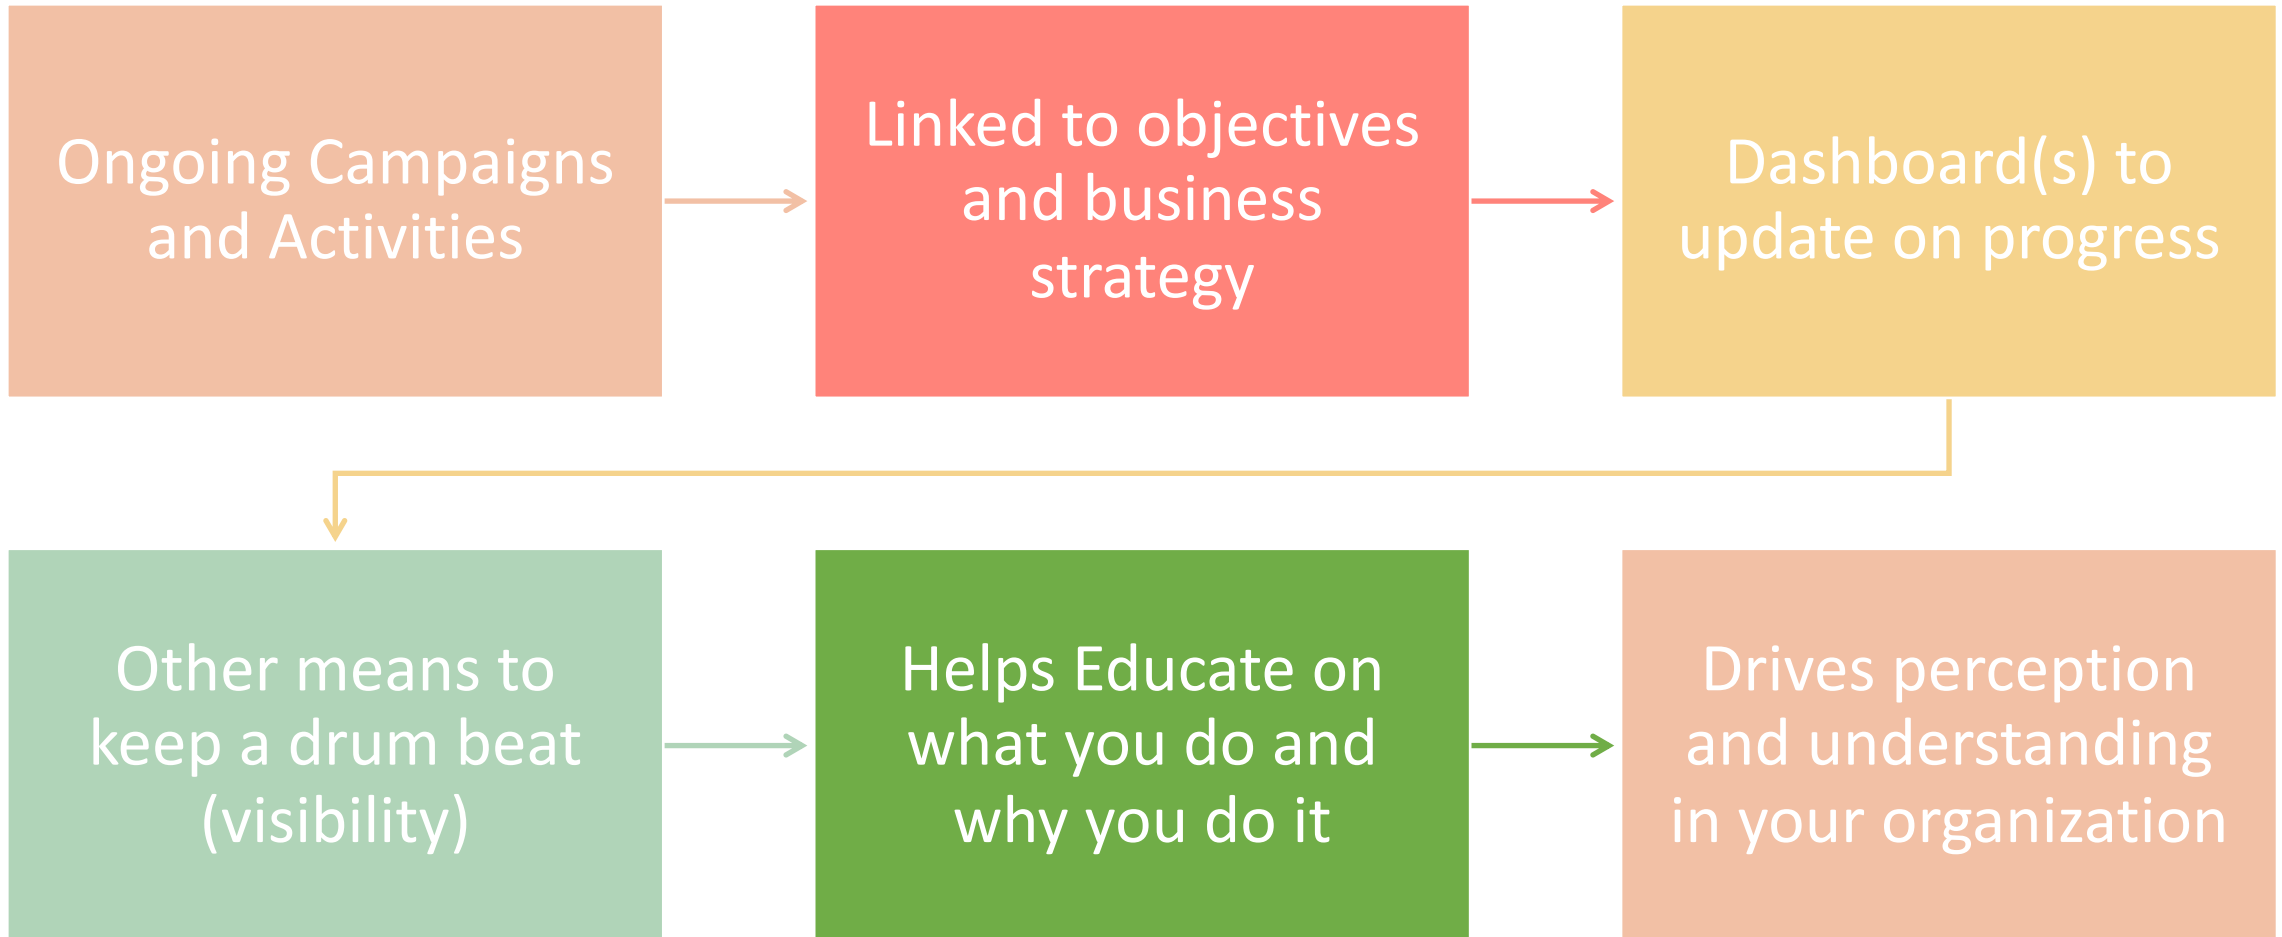 Ongoing Campaigns
and Activities
Linked to objectives
and business
strategy
Dashboard(s) to
update on progress
Other means to
keep a drum beat
(visibility)
Helps Educate on
what you do and
why you do it
Drives perception
and understanding
in your organization